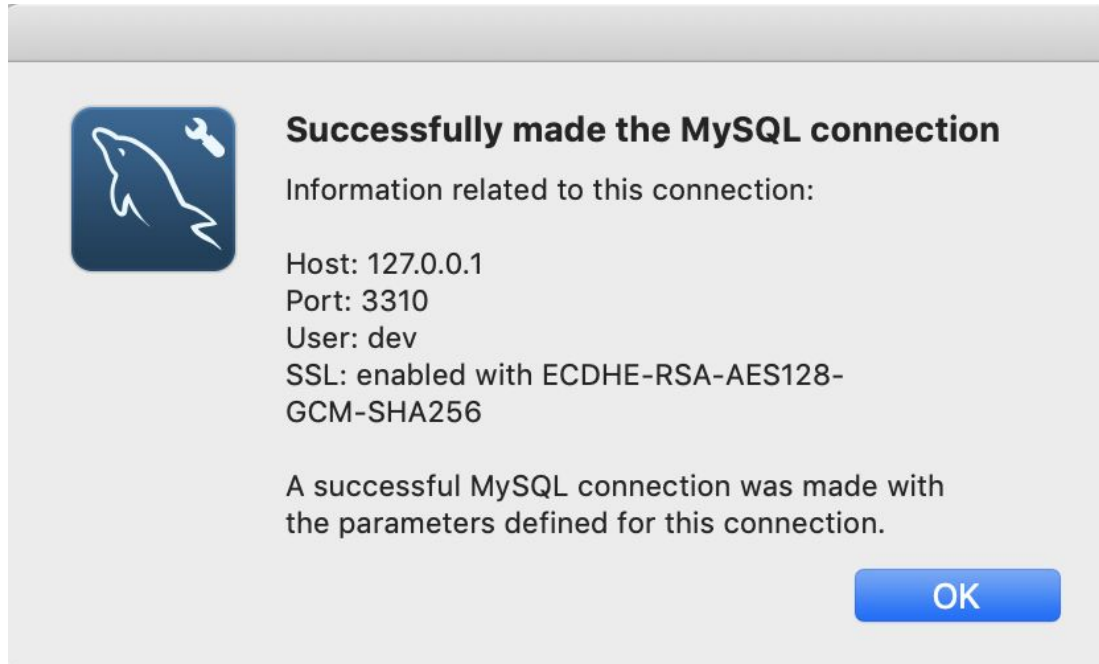 Successfully made the MySQL connection
Information related to this connection:
Host: 127.0.0.1
Port: 3310
User: dev
SSL: enabled with ECDHE-RSA-AES128-
GCM-SHA256
A successful MySQL connection was made with
the parameters defined for this connection.
OK